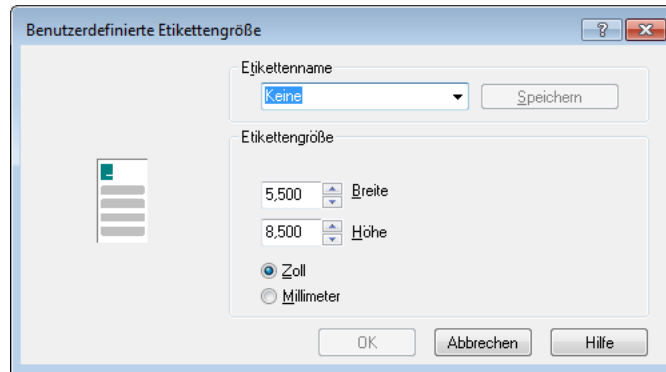 Benutzerdefinierte Etikettengröße
Etikettenname
Keine
Speichern
Etikettengröße
5,500 Breite
8,500 Höhe
Zoll
Millimeter
OK Abbrechen Hilfe